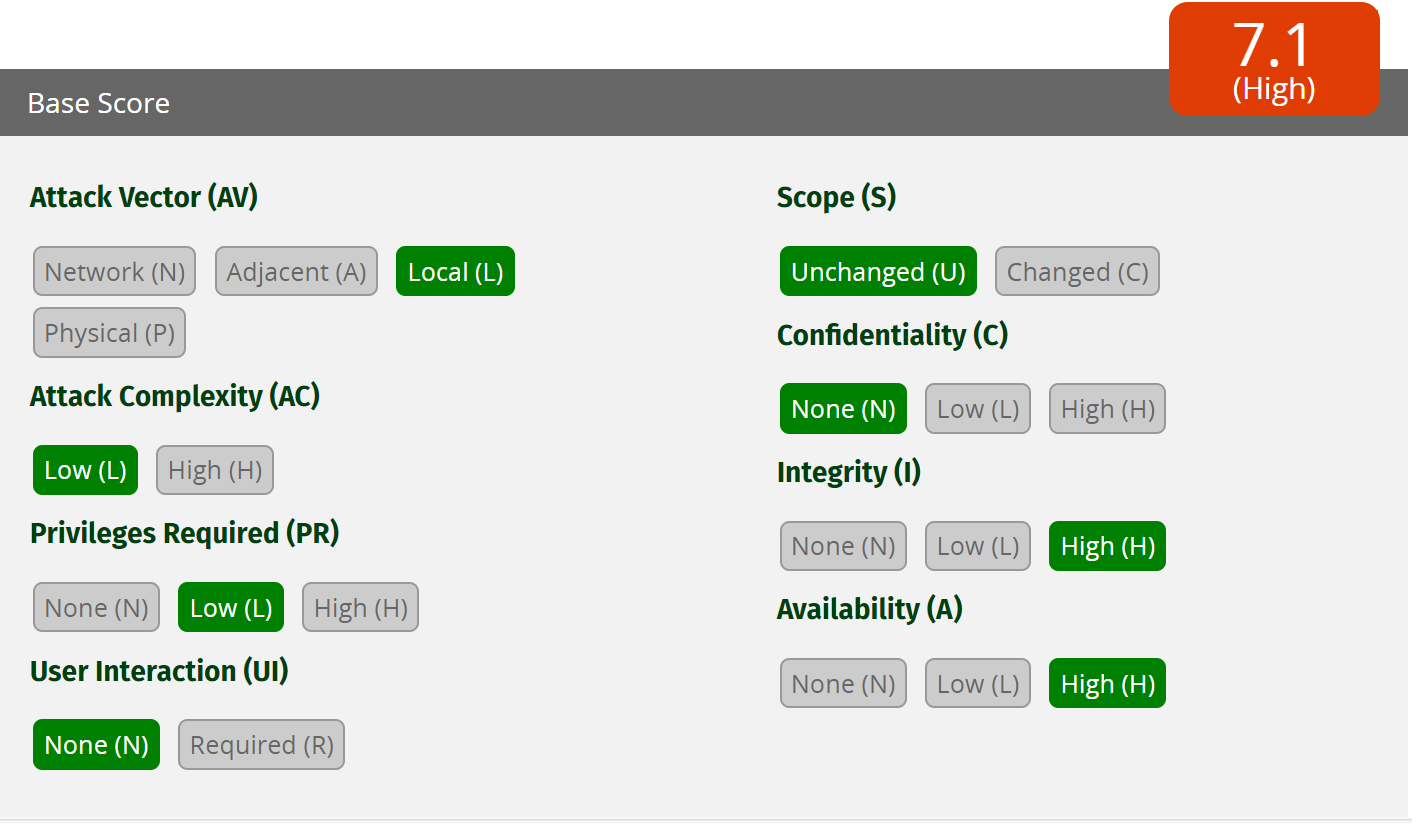 7.1
(High)
Base Score
Attack Vector (AV)
Network (N) Adjacent (A) Local (L)
Physical (P)
Attack Complexity (AC)
Low (L) High (H)
Privileges Required (PR)
None (N) Low (L) High (H)
User Interaction (UI)
None (N) Required (R)
Scope (S)
Unchanged (U) Changed (C)
Confidentiality (C)
None (N) Low (L) High (H)
Integrity (I)
None (N) Low (L) High (H)
Availability (A)
None (N) Low (L) High (H)